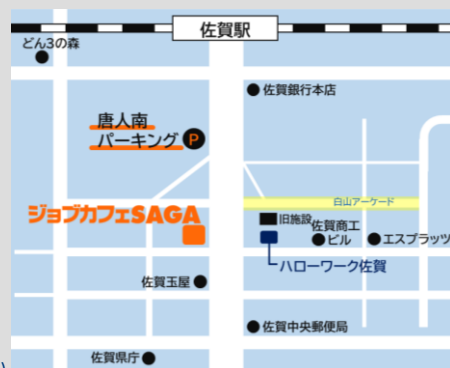 佐賀駅
どん3の森
佐賀銀行本店
唐人南
パーキング P
白山アーケード
ジョブカフェSAGA
旧施設
佐賀商工
ビル
エスプラッツ
ハローワーク佐賀
佐賀玉屋
佐賀中央郵便局
佐賀県庁
)